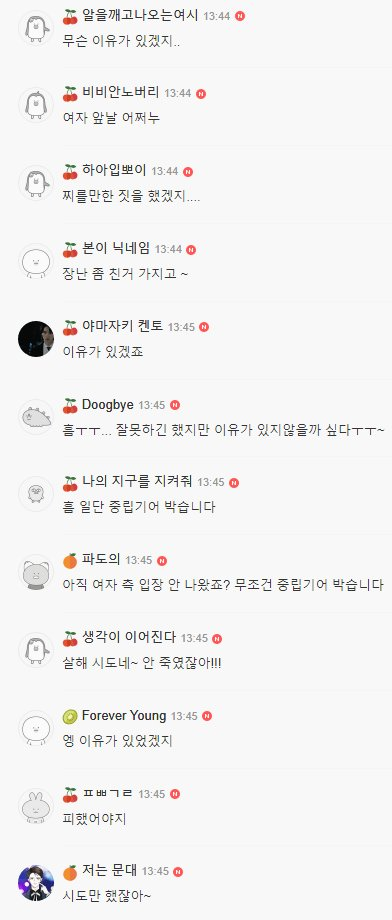 알을깨고나오는여시 13:44 N
무슨 이유가 있겠지..
비비안노버리 13:44 N
여자 앞날 어쩌누
하아입뽀이 13:44 N
찌를만한 짓을 했겠지....
본이 닉네임 13:44 N
장난 좀 친거 가지고 ~
야마자키 켄토 13:45 N
이유가 있겠죠
Doogbye 13:45 N
흠ㅜㅜ... 잘못하긴 했지만 이유가 있지않을까 싶다ㅜㅜ~
나의 지구를 지켜줘 13:45 N
흠 일단 중립기어 박습니다
파도의 13:45 N
아직 여자 측 입장 안 나왔죠? 무조건 중립기어 박습니다
생각이 이어진다 13:45 N
살해 시도네~ 안 죽였잖아!!!
Forever Young 13:45 N
엥 이유가 있었겠지
ㅍㅃㄱㄹ 13:45 N
피했어야지
저는 문대 13:45 N
시도만 했잖아~